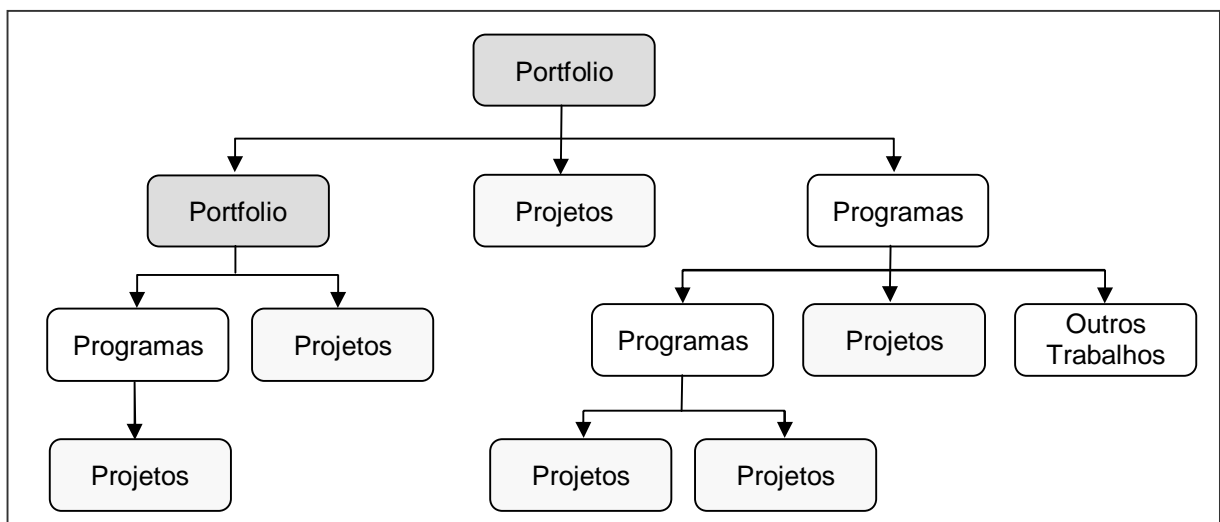 Portfolio
Portfolio
Projetos
Programas
Programas
Projetos
Programas
Projetos
Outros
Trabalhos
Projetos
Projetos
Projetos